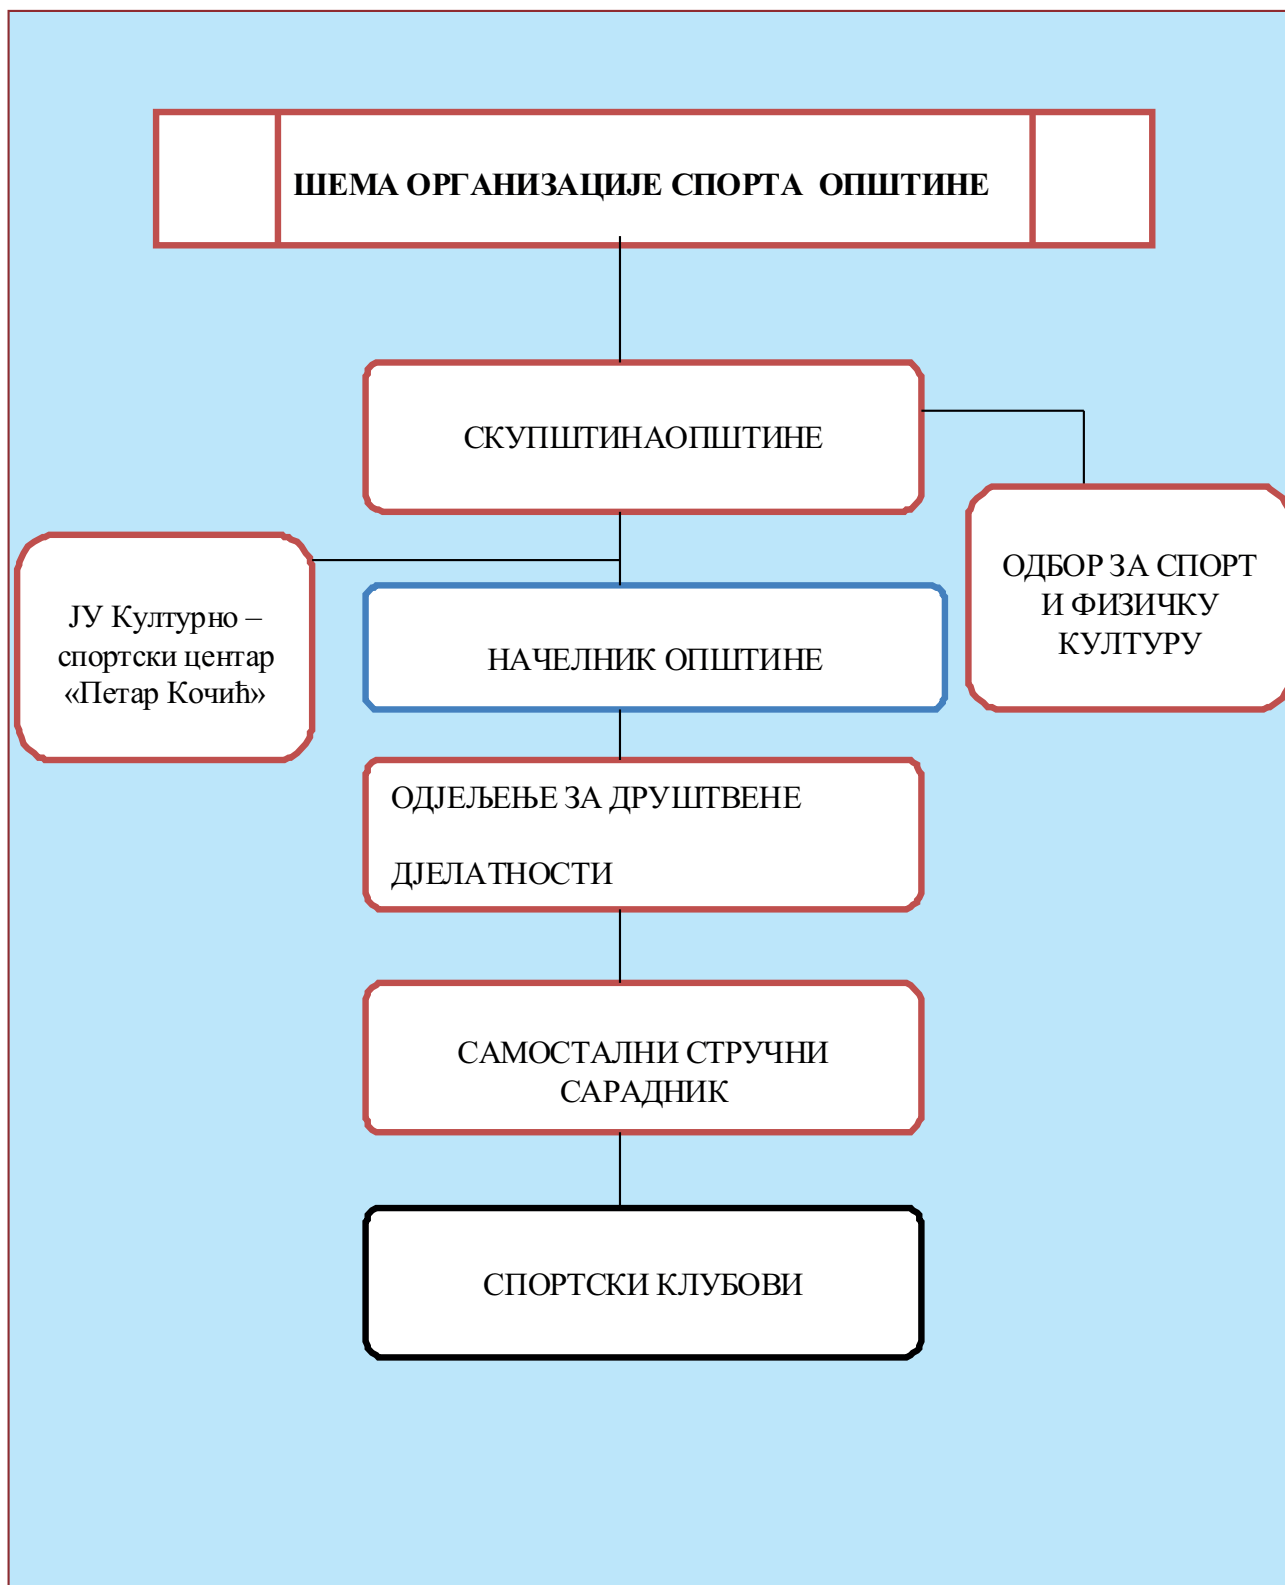 ШЕМА ОРГАНИЗАЦИЈЕ СПОРТА  ОПШТИНЕ
СКУПШТИНАОПШТИНЕ
ОДБОР ЗА СПОРТ
И ФИЗИЧКУ
КУЛТУРУ
ЈУ Културно –
спортски центар
«Петар Кочић»
НАЧЕЛНИК ОПШТИНЕ
ОДЈЕЉЕЊЕ ЗА ДРУШТВЕНЕ
ДЈЕЛАТНОСТИ
САМОСТАЛНИ СТРУЧНИ
САРАДНИК
СПОРТСКИ КЛУБОВИ